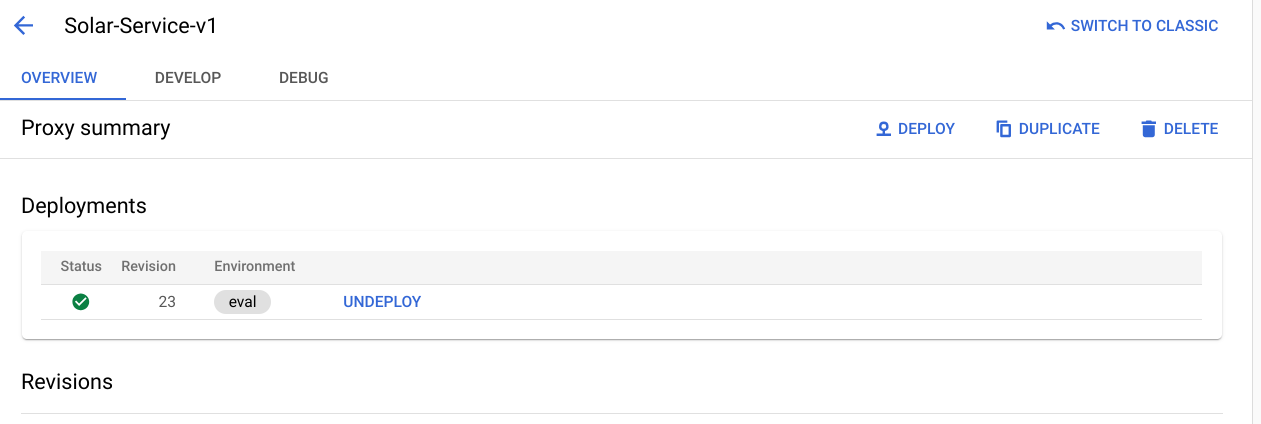 Solar-Service-v1
SWITCH TO CLASSIC
OVERVIEW DEVELOP DEBUG
Proxy summary
DEPLOY DUPLICATE DELETE
Deployments
Status Revision Environment
23 eval UNDEPLOY
Revisions